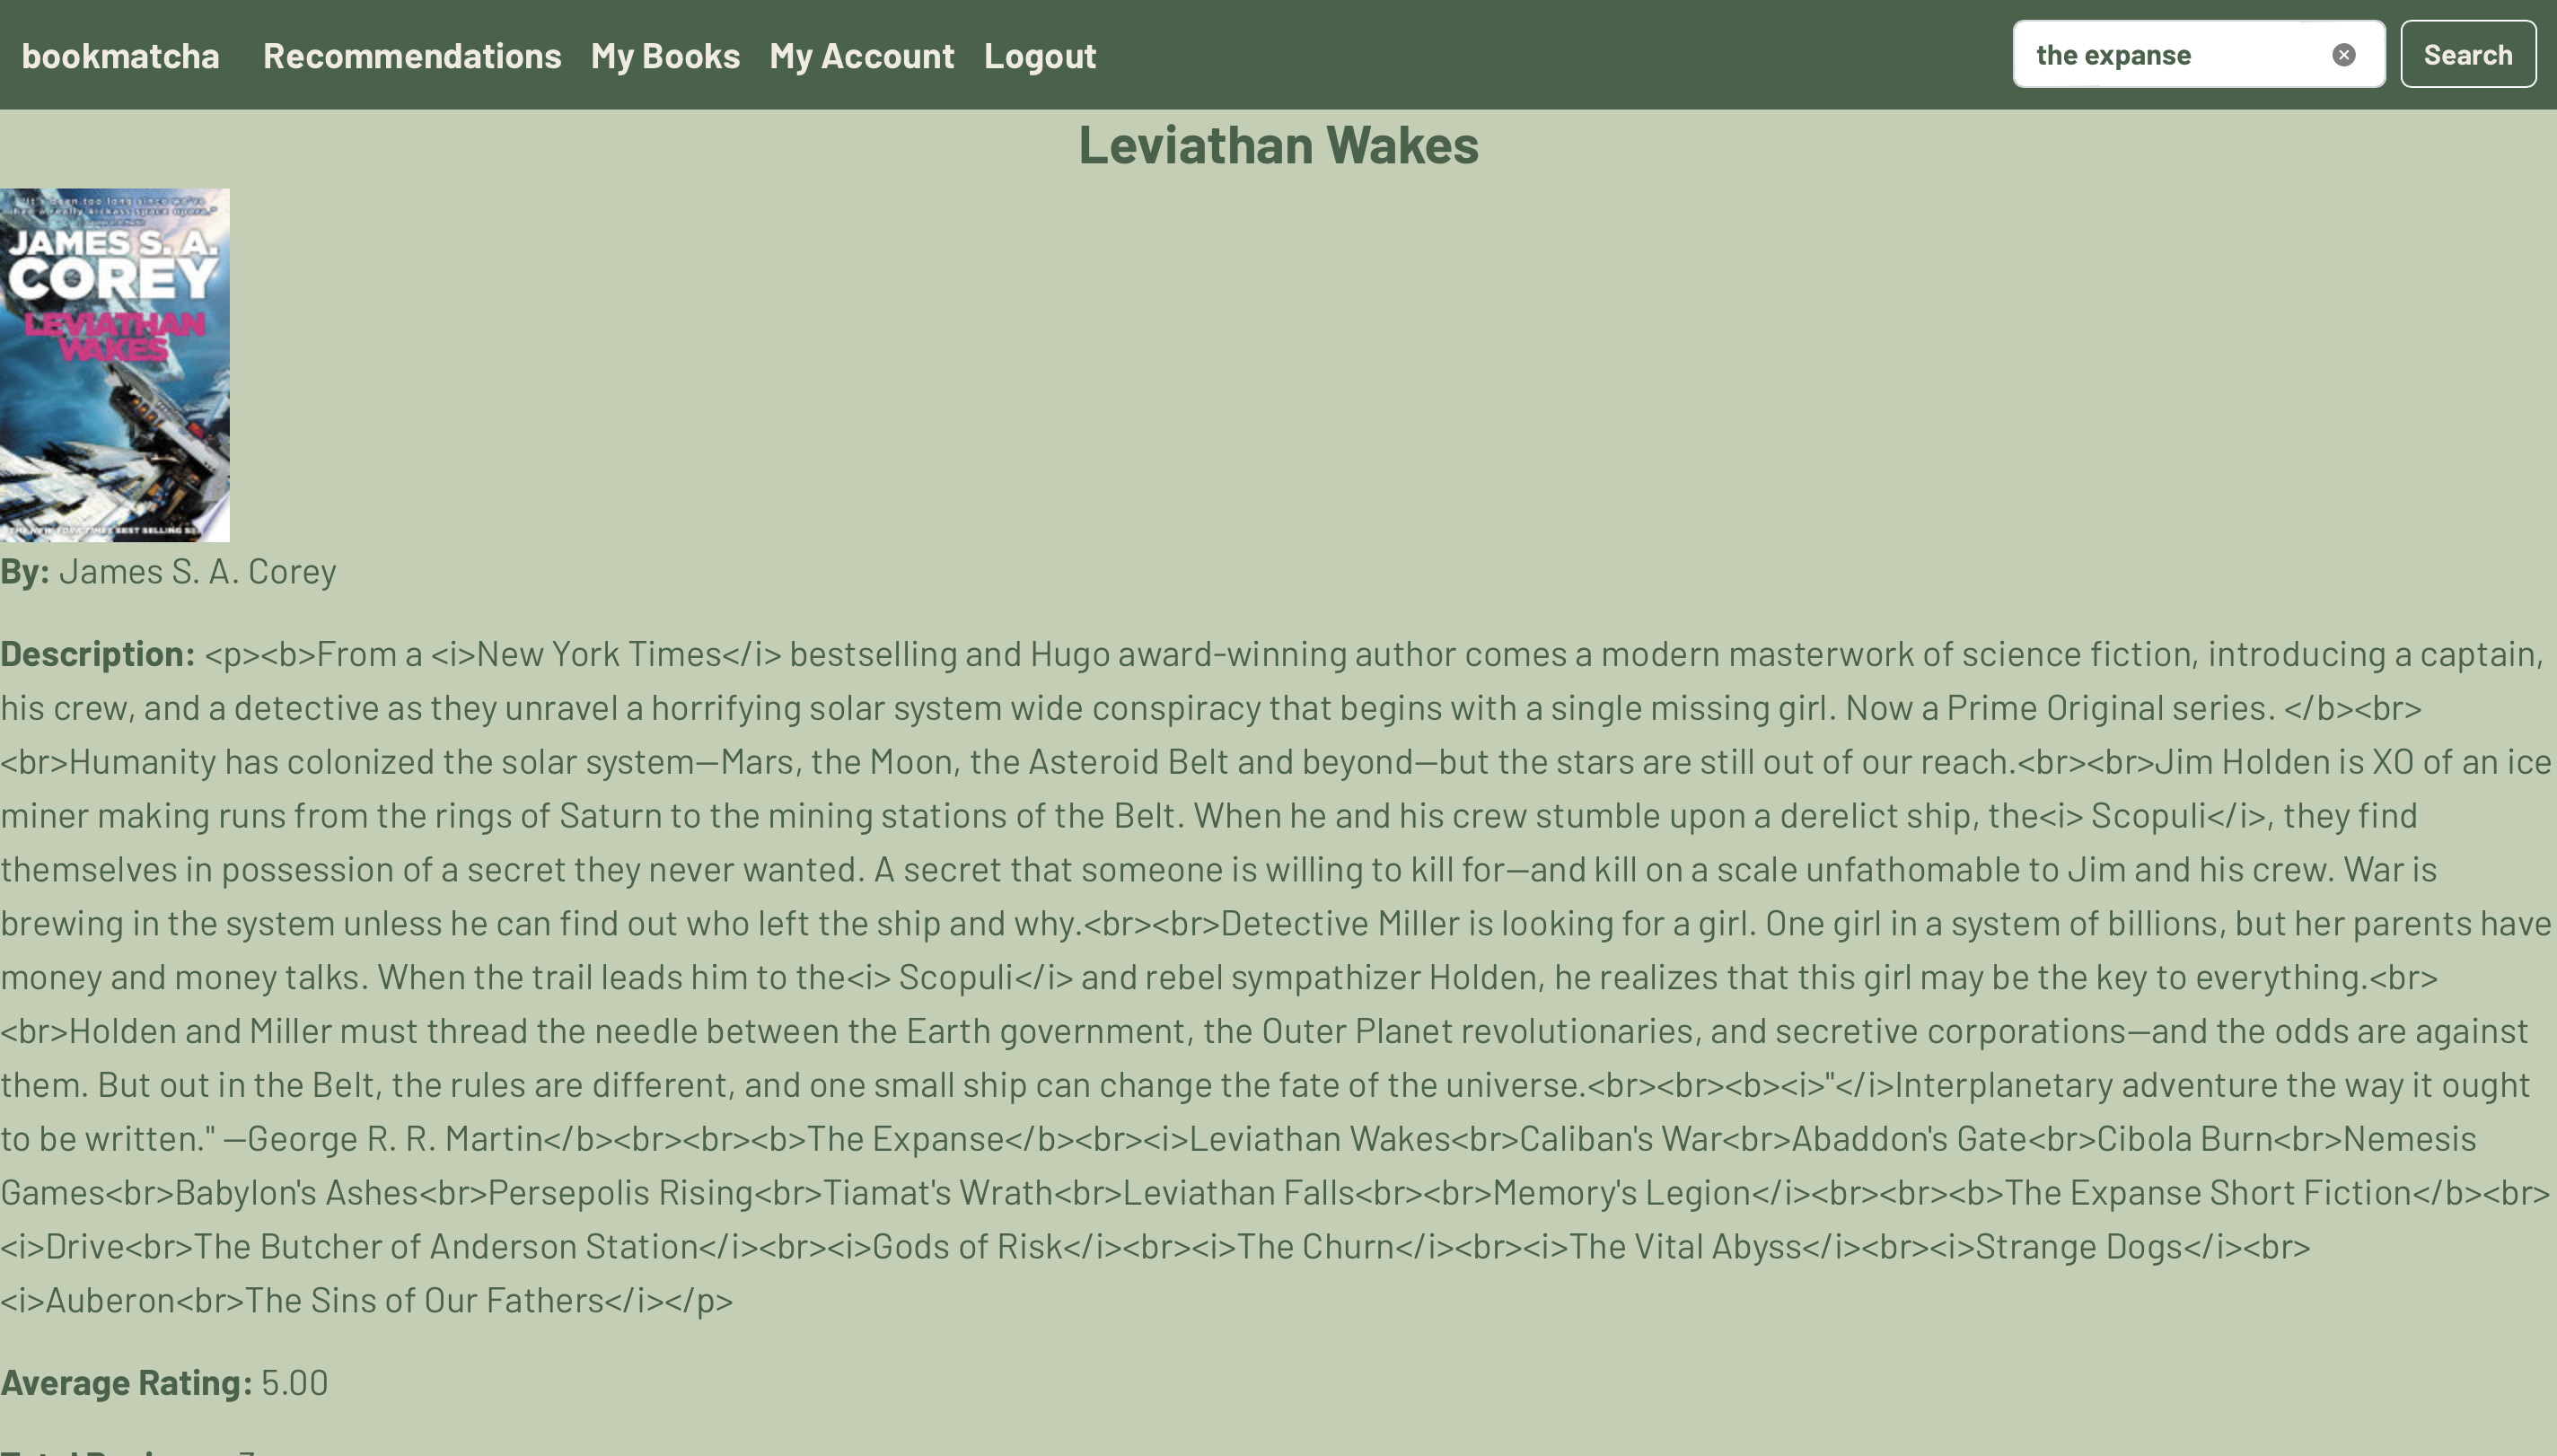 bookmatcha Recommendations My Books My Account Logout the expanse Search
Leviathan Wakes
"It's been too long since we've
had a really kickass space opera."
JAMES S. A.
COREY
LEVIATHAN
WAKES
THE NEW YORK TIMES BEST SELLING
By: James S. A. Corey
Description: <p><b>From a <i>New York Times</i> bestselling and Hugo award-winning author comes a modern masterwork of science fiction, introducing a captain,
his crew, and a detective as they unravel a horrifying solar system wide conspiracy that begins with a single missing girl. Now a Prime Original series. </b><br>
<br>Humanity has colonized the solar system—Mars, the Moon, the Asteroid Belt and beyond—but the stars are still out of our reach.<br><br>Jim Holden is XO of an ice
miner making runs from the rings of Saturn to the mining stations of the Belt. When he and his crew stumble upon a derelict ship, the<i> Scopuli</i>, they find
themselves in possession of a secret they never wanted. A secret that someone is willing to kill for—and kill on a scale unfathomable to Jim and his crew. War is
brewing in the system unless he can find out who left the ship and why.<br><br>Detective Miller is looking for a girl. One girl in a system of billions, but her parents have
money and money talks. When the trail leads him to the<i> Scopuli</i> and rebel sympathizer Holden, he realizes that this girl may be the key to everything.<br>
<br>Holden and Miller must thread the needle between the Earth government, the Outer Planet revolutionaries, and secretive corporations—and the odds are against
them. But out in the Belt, the rules are different, and one small ship can change the fate of the universe.<br><br><b><i>"</i>Interplanetary adventure the way it ought
to be written." —George R. R. Martin</b><br><br><b>The Expanse</b><br><i>Leviathan Wakes<br>Caliban's War<br>Abaddon's Gate<br>Cibola Burn<br>Nemesis
Games<br>Babylon's Ashes<br>Persepolis Rising<br>Tiamat's Wrath<br>Leviathan Falls<br><br>Memory's Legion</i><br><br><b>The Expanse Short Fiction</b><br>
<i>Drive<br>The Butcher of Anderson Station</i><br><i>Gods of Risk</i><br><i>The Churn</i><br><i>The Vital Abyss</i><br><i>Strange Dogs</i><br>
<i>Auberon<br>The Sins of Our Fathers</i></p>
Average Rating: 5.00